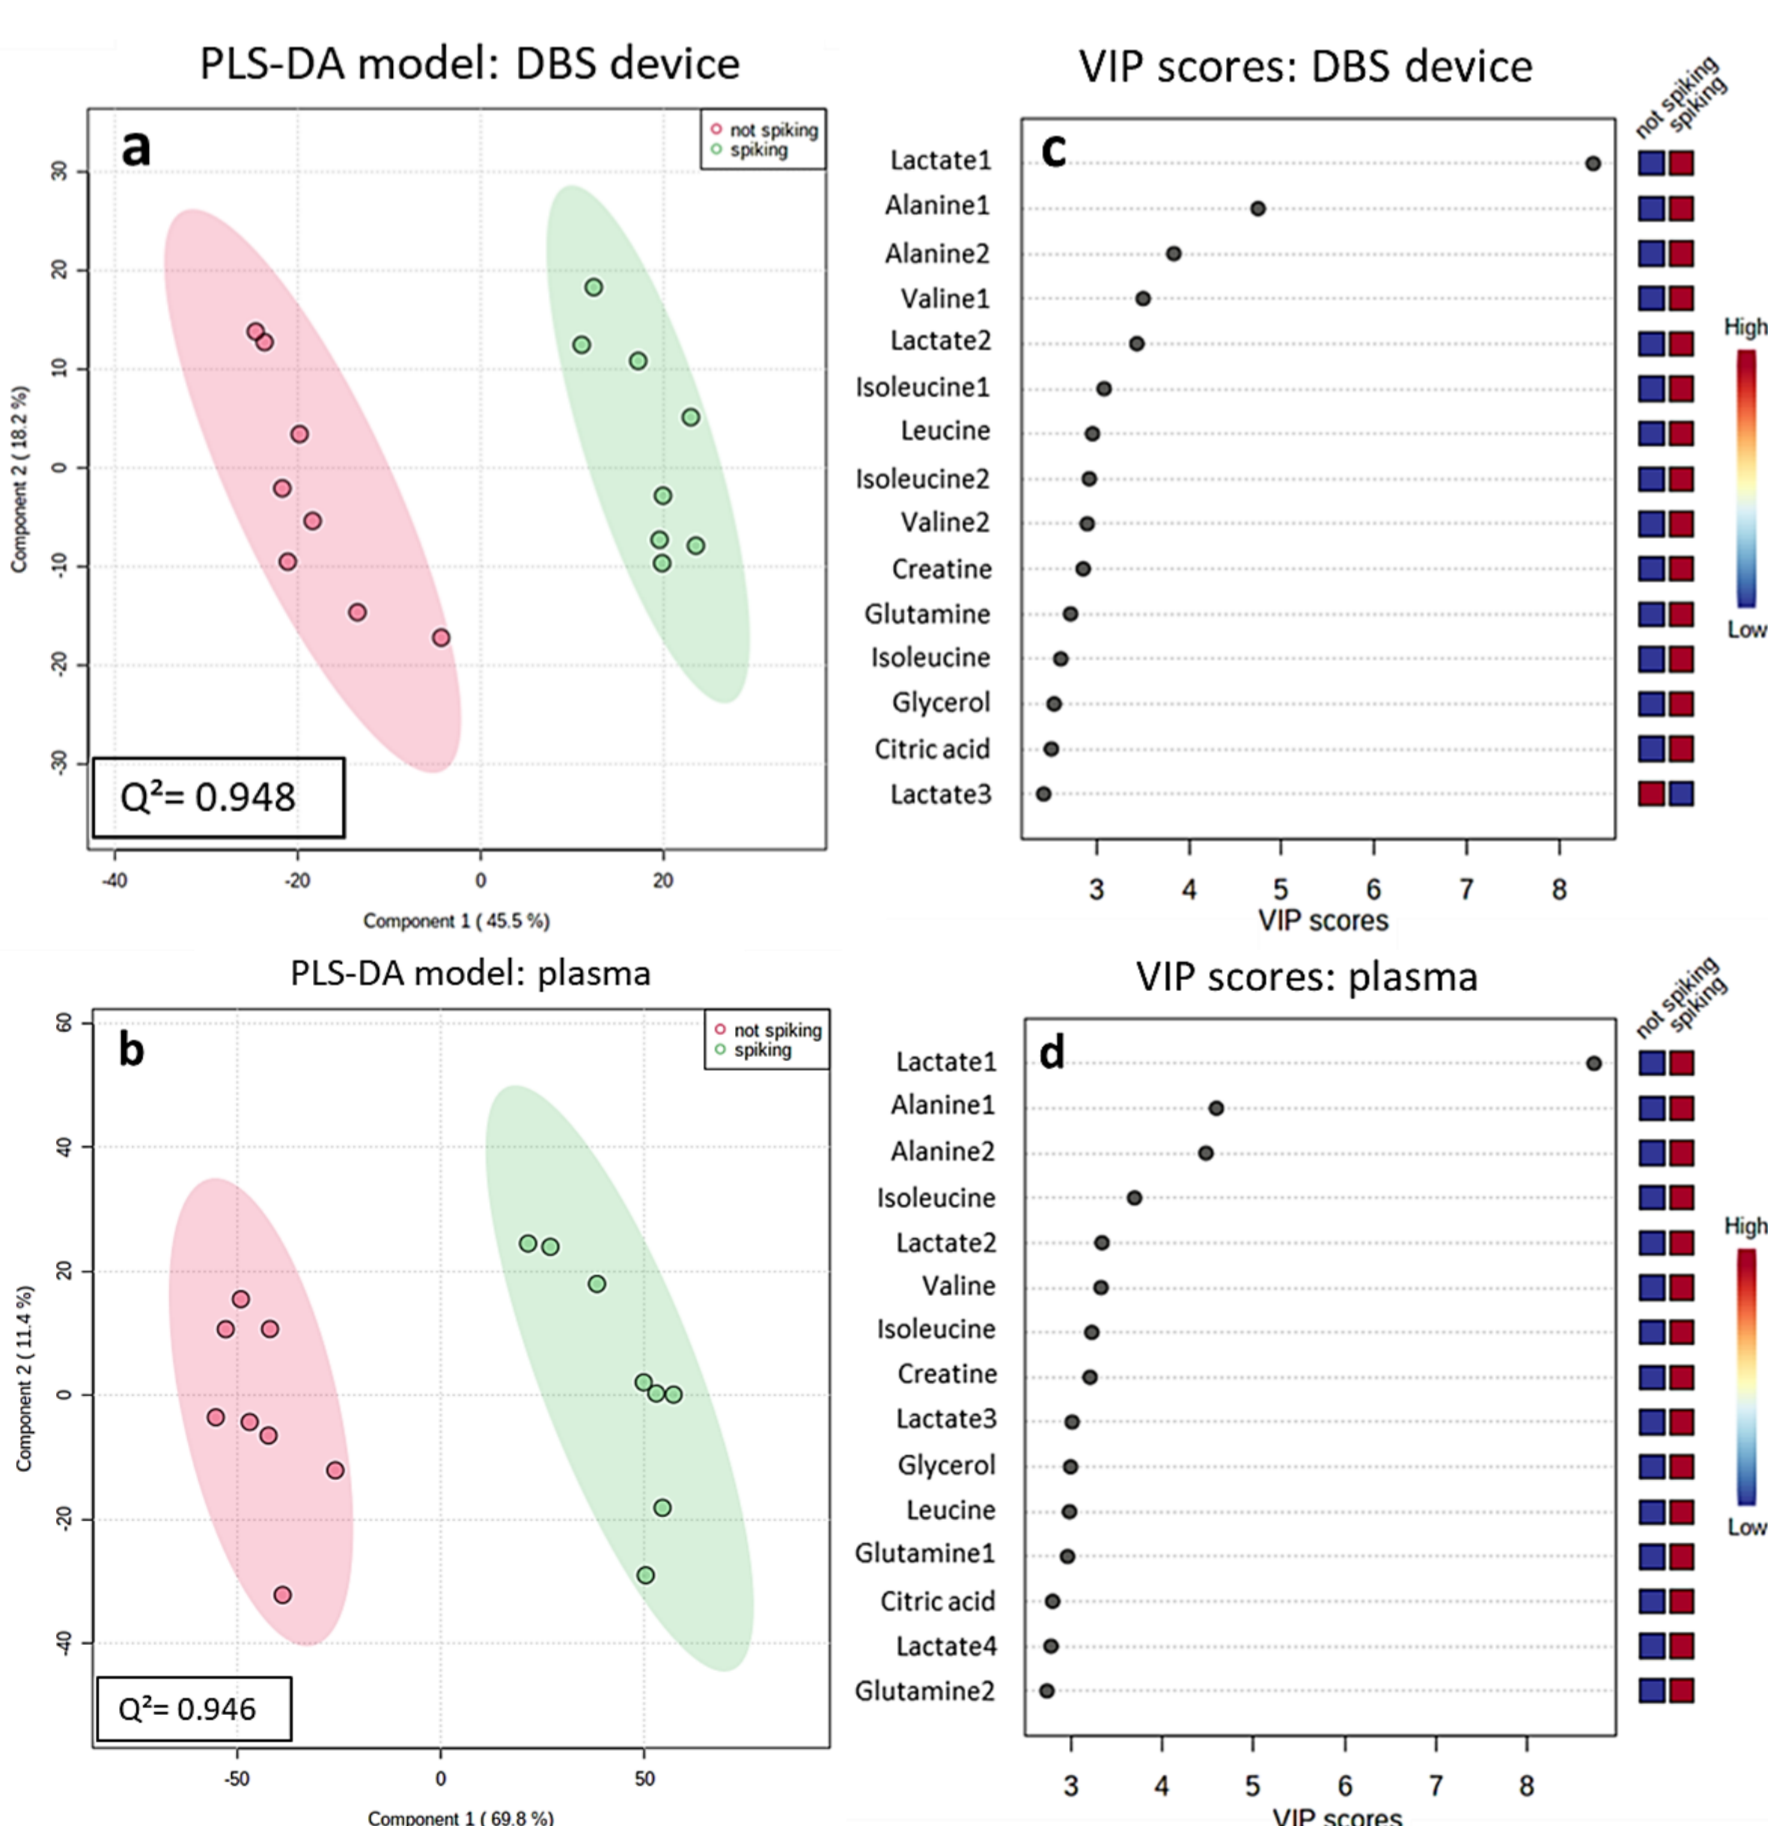 PLS-DA model: DBS device
a
not spiking
spiking
30
20
10
0
-10
-20
-30
Component 2 ( 18.2 %)
Q²= 0.948
-40
-20
0
20
Component 1 ( 45.5 %)
VIP scores: DBS device
c
not spiking
spiking
Lactate1
Alanine1
Alanine2
Valine1
Lactate2
Isoleucine1
Leucine
Isoleucine2
Valine2
Creatine
Glutamine
Isoleucine
Glycerol
Citric acid
Lactate3
High
Low
3
4
5
6
7
8
VIP scores
PLS-DA model: plasma
b
not spiking
spiking
60
40
20
0
-20
-40
Component 2 ( 11.4 %)
Q²= 0.946
-50
0
50
Component 1 ( 69.8 %)
VIP scores: plasma
d
not spiking
spiking
Lactate1
Alanine1
Alanine2
Isoleucine
Lactate2
Valine
Isoleucine
Creatine
Lactate3
Glycerol
Leucine
Glutamine1
Citric acid
Lactate4
Glutamine2
High
Low
3
4
5
6
7
8
VIP scores